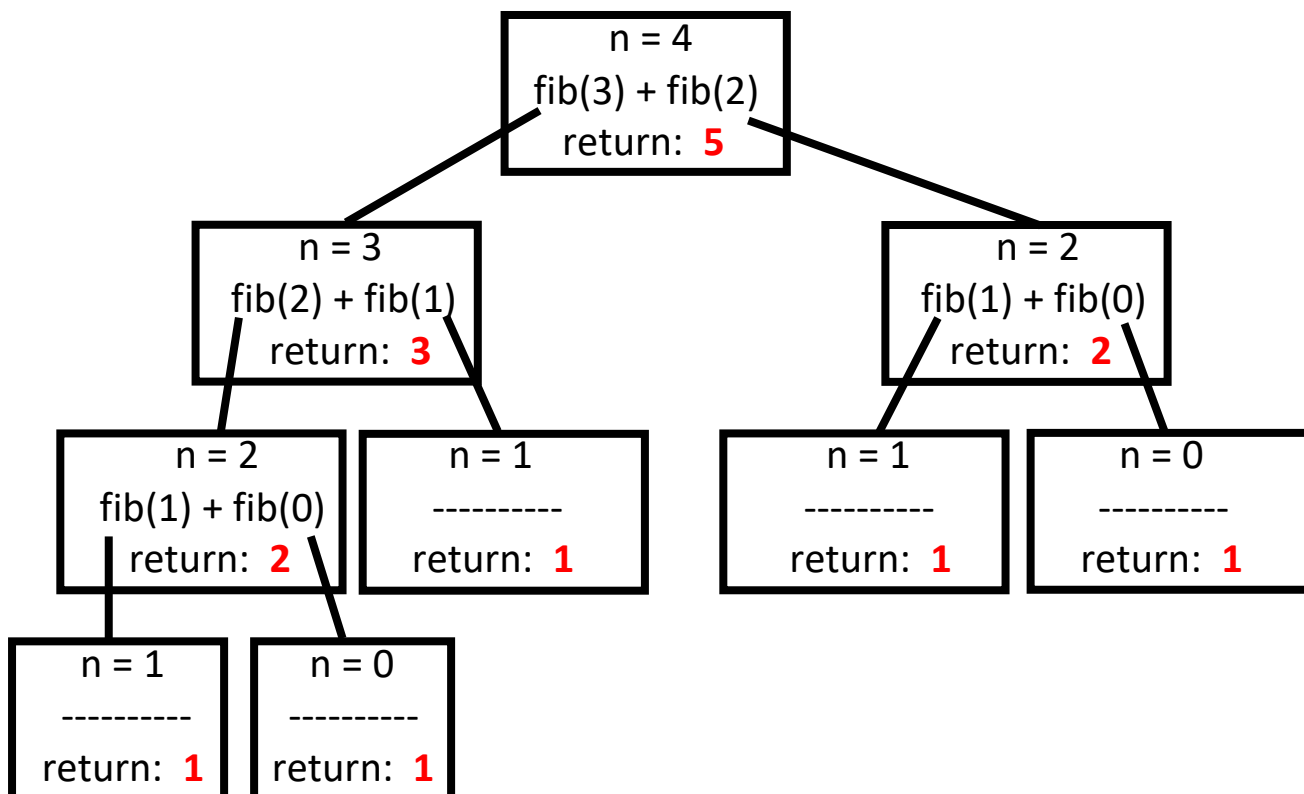 n = 4
fib(3) + fib(2)
return: 5
n = 3
fib(2) + fib(1)
return: 3
n = 2
fib(1) + fib(0)
return: 2
n = 2
fib(1) + fib(0)
return: 2
n = 1
----------
return: 1
n = 1
----------
return: 1
n = 0
----------
return: 1
n = 1
----------
return: 1
n = 0
----------
return: 1